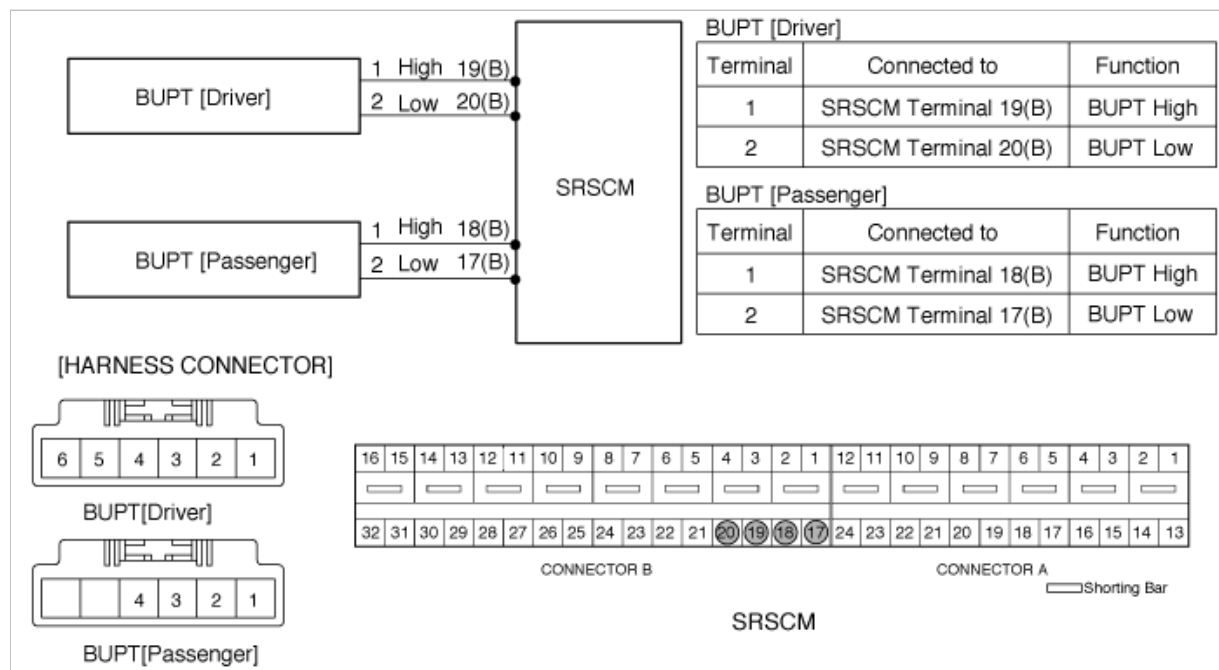 BUPT [Driver]
1 High 19(B)
2 Low 20(B)
BUPT [Passenger]
1 High 18(B)
2 Low 17(B)
SRSCM
BUPT [Driver]
Terminal Connected to Function
1 SRSCM Terminal 19(B) BUPT High
2 SRSCM Terminal 20(B) BUPT Low
BUPT [Passenger]
Terminal Connected to Function
1 SRSCM Terminal 18(B) BUPT High
2 SRSCM Terminal 17(B) BUPT Low
[HARNESS CONNECTOR]
6 5 4 3 2 1
BUPT[Driver]
4 3 2 1
BUPT[Passenger]
16 15 14 13 12 11 10 9 8 7 6 5 4 3 2 1 12 11 10 9 8 7 6 5 4 3 2 1
32 31 30 29 28 27 26 25 24 23 22 21 20 19 18 17 24 23 22 21 20 19 18 17 16 15 14 13
CONNECTOR B CONNECTOR A
Shorting Bar
SRSCM